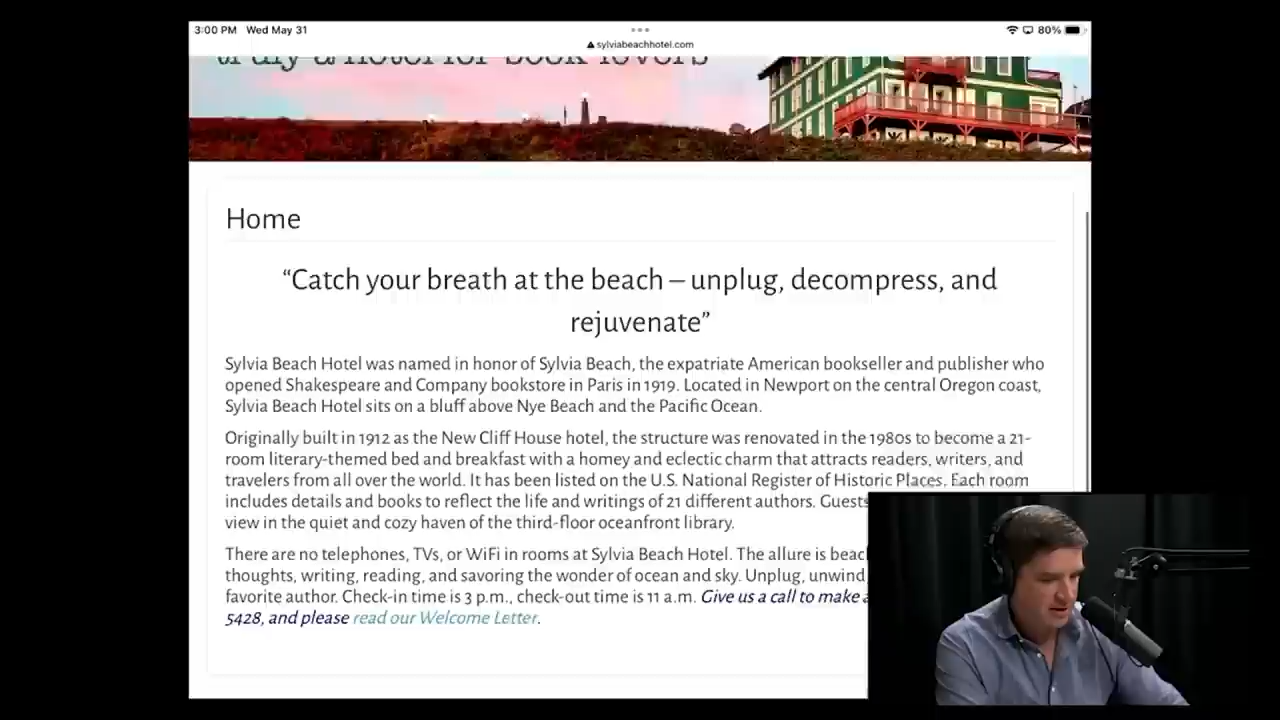 3:00 PM Wed May 31
sylviabeachhotel.com
80%
truly a hotel for book lovers
Home
“Catch your breath at the beach – unplug, decompress, and
rejuvenate”
Sylvia Beach Hotel was named in honor of Sylvia Beach, the expatriate American bookseller and publisher who
opened Shakespeare and Company bookstore in Paris in 1919. Located in Newport on the central Oregon coast,
Sylvia Beach Hotel sits on a bluff above Nye Beach and the Pacific Ocean.
Originally built in 1912 as the New Cliff House hotel, the structure was renovated in the 1980s to become a 21-
room literary-themed bed and breakfast with a homey and eclectic charm that attracts readers, writers, and
travelers from all over the world. It has been listed on the U.S. National Register of Historic Places. Each room
includes details and books to reflect the life and writings of 21 different authors. Guests
view in the quiet and cozy haven of the third-floor oceanfront library.
There are no telephones, TVs, or WiFi in rooms at Sylvia Beach Hotel. The allure is
thoughts, writing, reading, and savoring the wonder of ocean and sky. Unplug, unwind
favorite author. Check-in time is 3 p.m., check-out time is 11 a.m. Give us a call to make
5428, and please read our Welcome Letter.